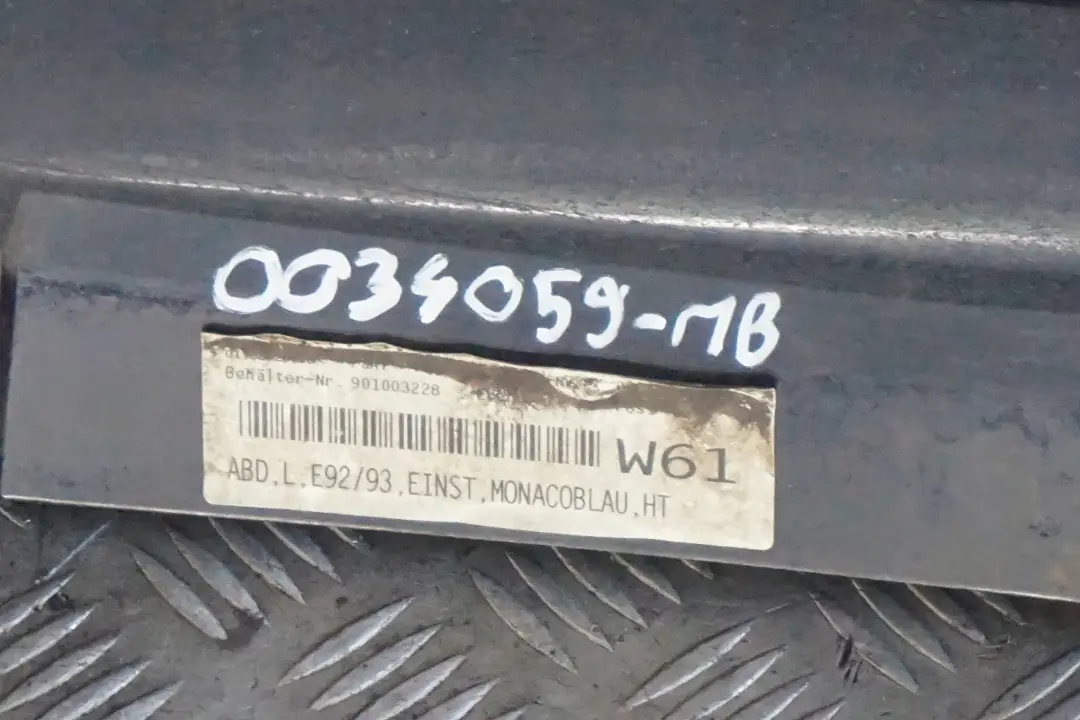 0034059-MB
Behälter-Nr. 901003228
W61
ABD,L,E92/93,EINST,MONACOBLAU,HT